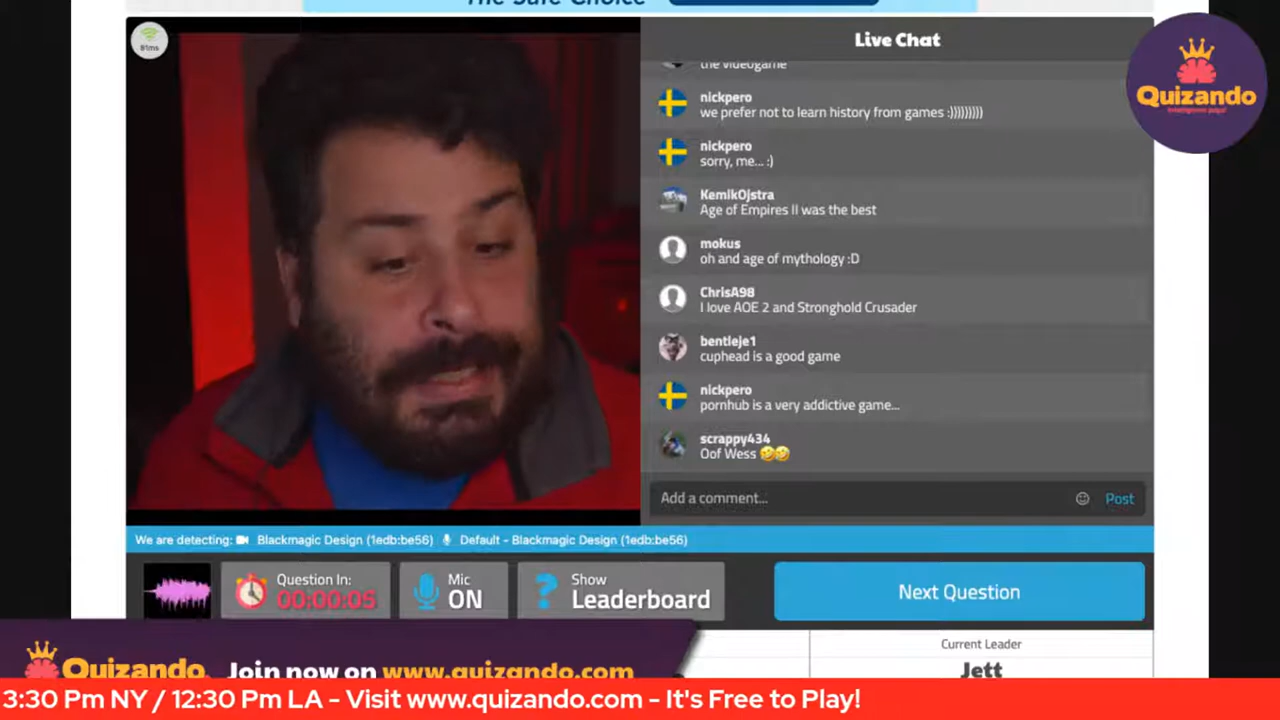 The Safe Choice
91ms
Live Chat
the videogame
nickpero
we prefer not to learn history from games :)))))))))
nickpero
sorry, me... :)
KemikOjstra
Age of Empires II was the best
mokus
oh and age of mythology :D
ChrisA98
I love AOE 2 and Stronghold Crusader
bentleje1
cuphead is a good game
nickpero
pornhub is a very addictive game...
scrappy434
Oof Wess 🤣🤣
Add a comment...
Post
Quizando
We are detecting: Blackmagic Design (1edb:be56) Default - Blackmagic Design (1edb:be56)
Question In:
00:00:05
Mic
ON
Show
Leaderboard
Next Question
Current Leader
Jett
Quizando
Join now on www.quizando.com
3:30 Pm NY / 12:30 Pm LA - Visit www.quizando.com - It's Free to Play!